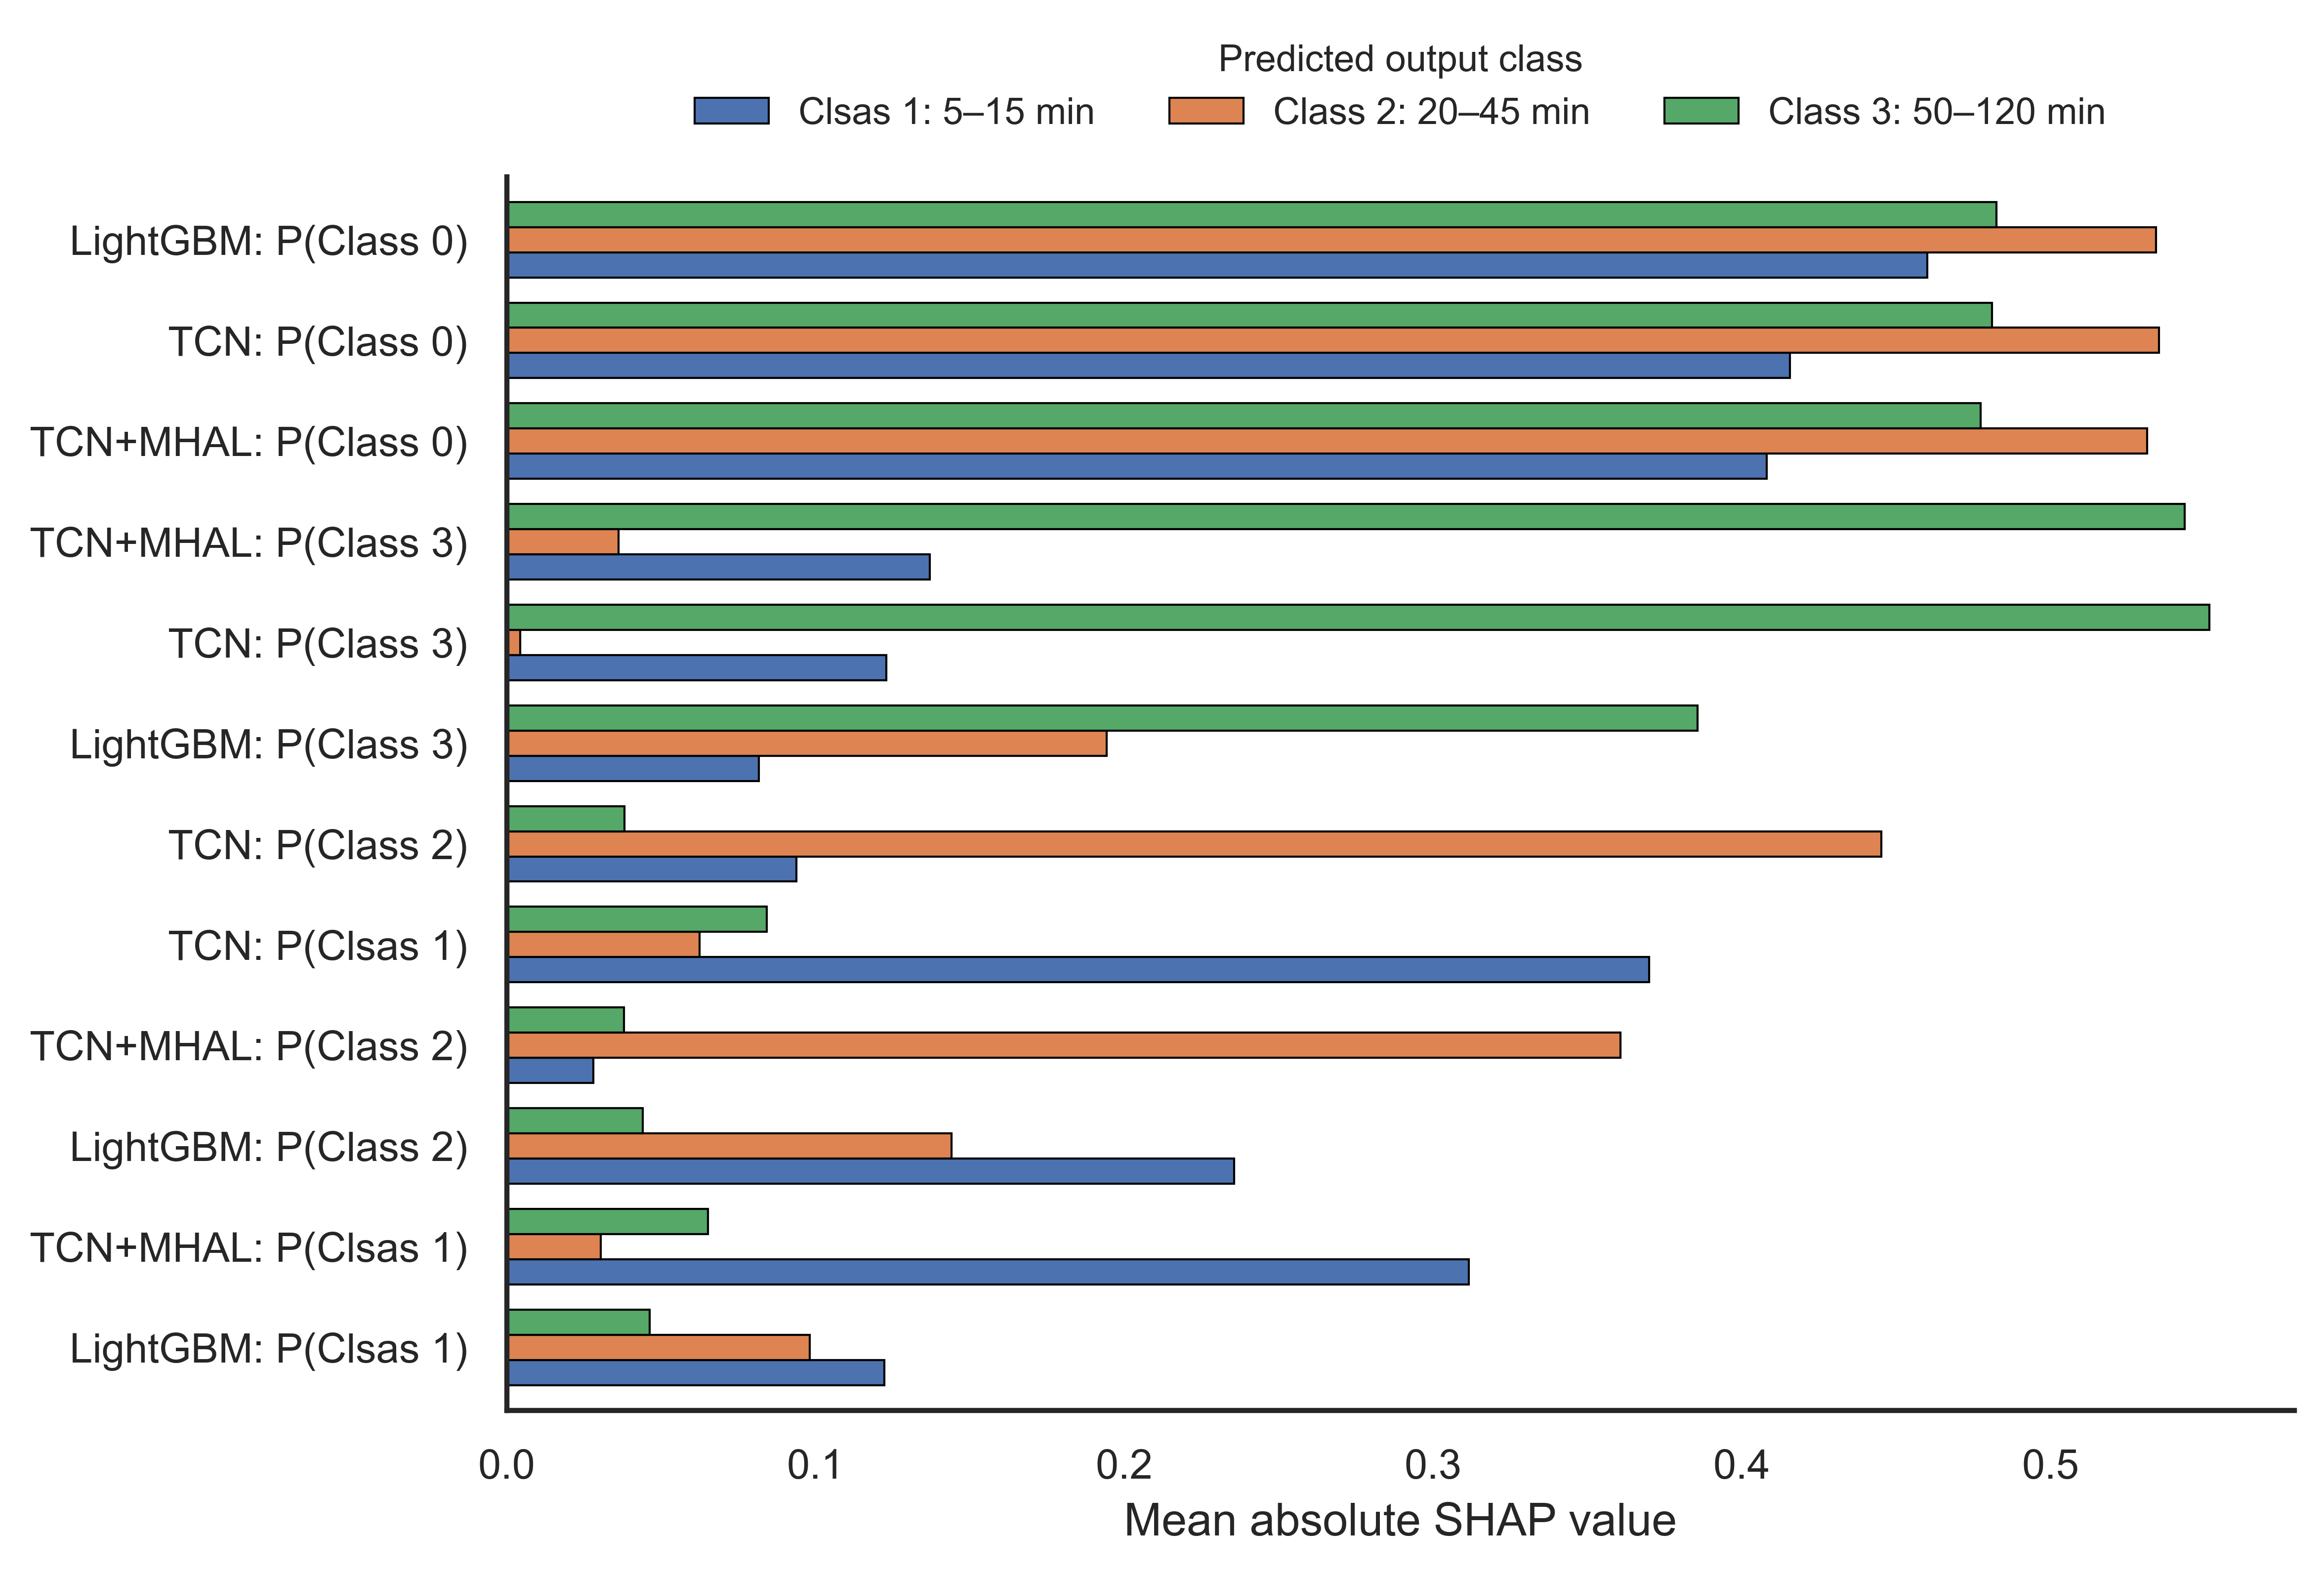 Predicted output class
Clsas 1: 5–15 min Class 2: 20–45 min Class 3: 50–120 min
LightGBM: P(Class 0)
TCN: P(Class 0)
TCN+MHAL: P(Class 0)
TCN+MHAL: P(Class 3)
TCN: P(Class 3)
LightGBM: P(Class 3)
TCN: P(Class 2)
TCN: P(Clsas 1)
TCN+MHAL: P(Class 2)
LightGBM: P(Class 2)
TCN+MHAL: P(Clsas 1)
LightGBM: P(Clsas 1)
0.0 0.1 0.2 0.3 0.4 0.5
Mean absolute SHAP value